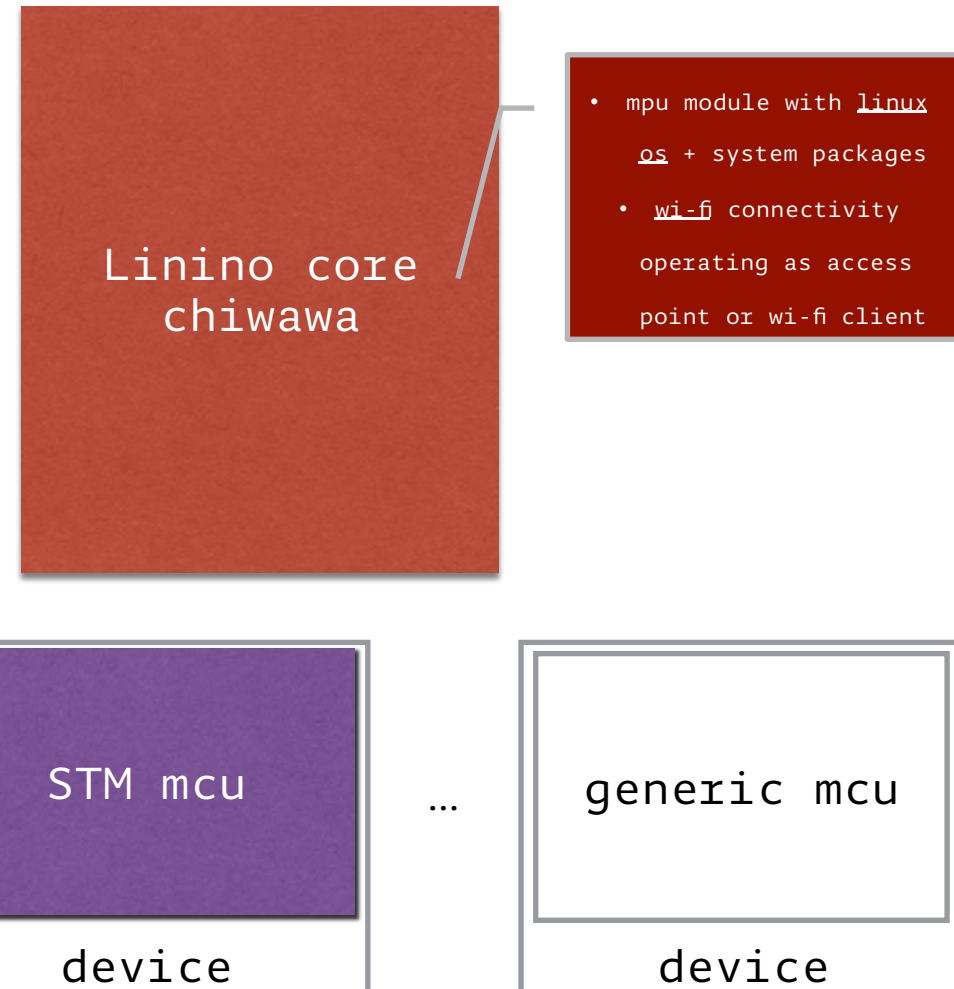 • mpu module with linux
os + system packages
• wi-fi connectivity
operating as access
point or wi-fi client
Linino core
chiwawa
STM mcu
...
generic mcu
device
device